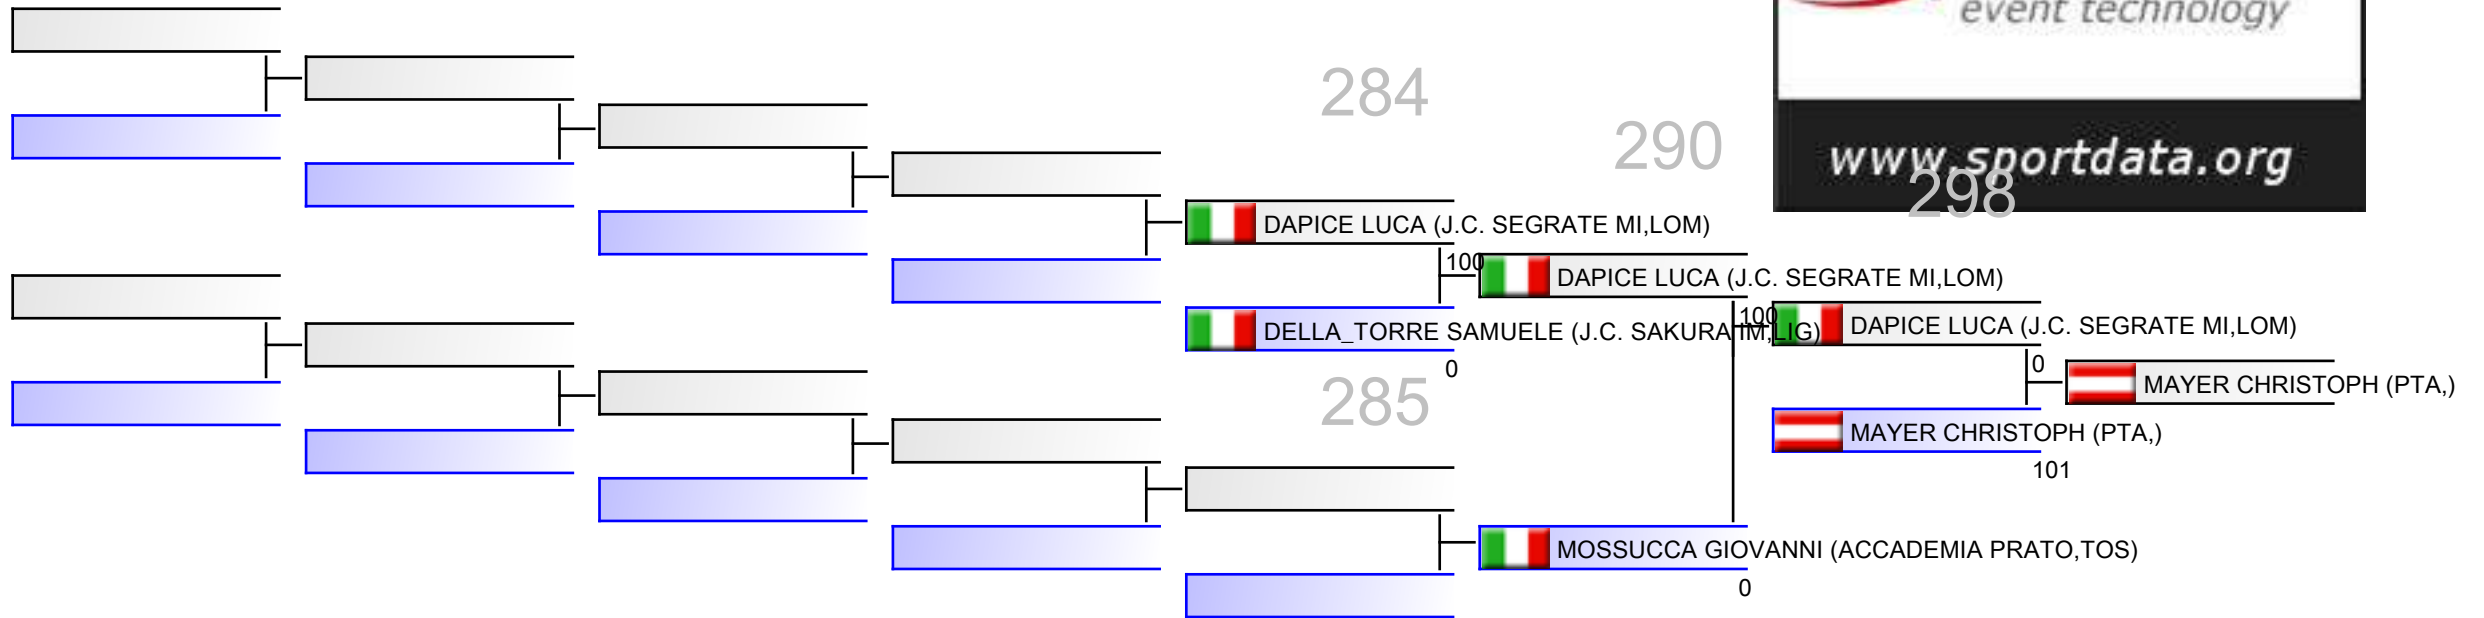 event technology
284
290
www.sportdata.org
298
DAPICE LUCA (J.C. SEGRATE MI,LOM)
100
DAPICE LUCA (J.C. SEGRATE MI,LOM)
100
DAPICE LUCA (J.C. SEGRATE MI,LOM)
DELLA_TORRE SAMUELE (J.C. SAKURA IM,LIG)
0
0
MAYER CHRISTOPH (PTA,)
285
MAYER CHRISTOPH (PTA,)
101
MOSSUCCA GIOVANNI (ACCADEMIA PRATO,TOS)
0